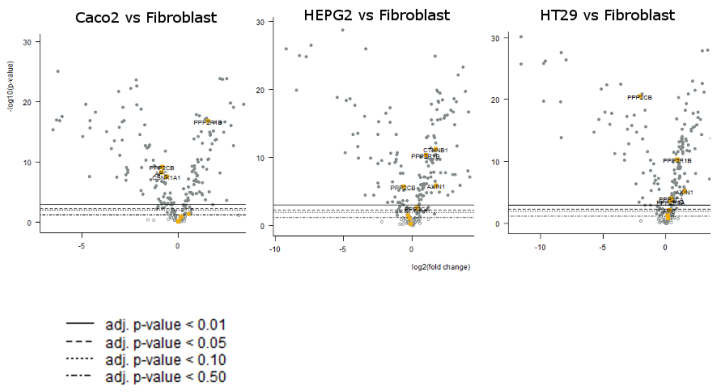 Caco2 vs Fibroblast
HEPG2 vs Fibroblast
HT29 vs Fibroblast
-log10(p-value)
30
20
10
0
-5
0
PPP2R1B
PPP2CB
30
20
10
0
-5
0
CTNNB1
PPP2R1B
PPP2CB
AXIN1
log2(fold change)
30
20
10
0
-10
-5
0
PPP2CB
PPP2R1B
AXIN1
adj. p-value < 0.01
adj. p-value < 0.05
adj. p-value < 0.10
adj. p-value < 0.50